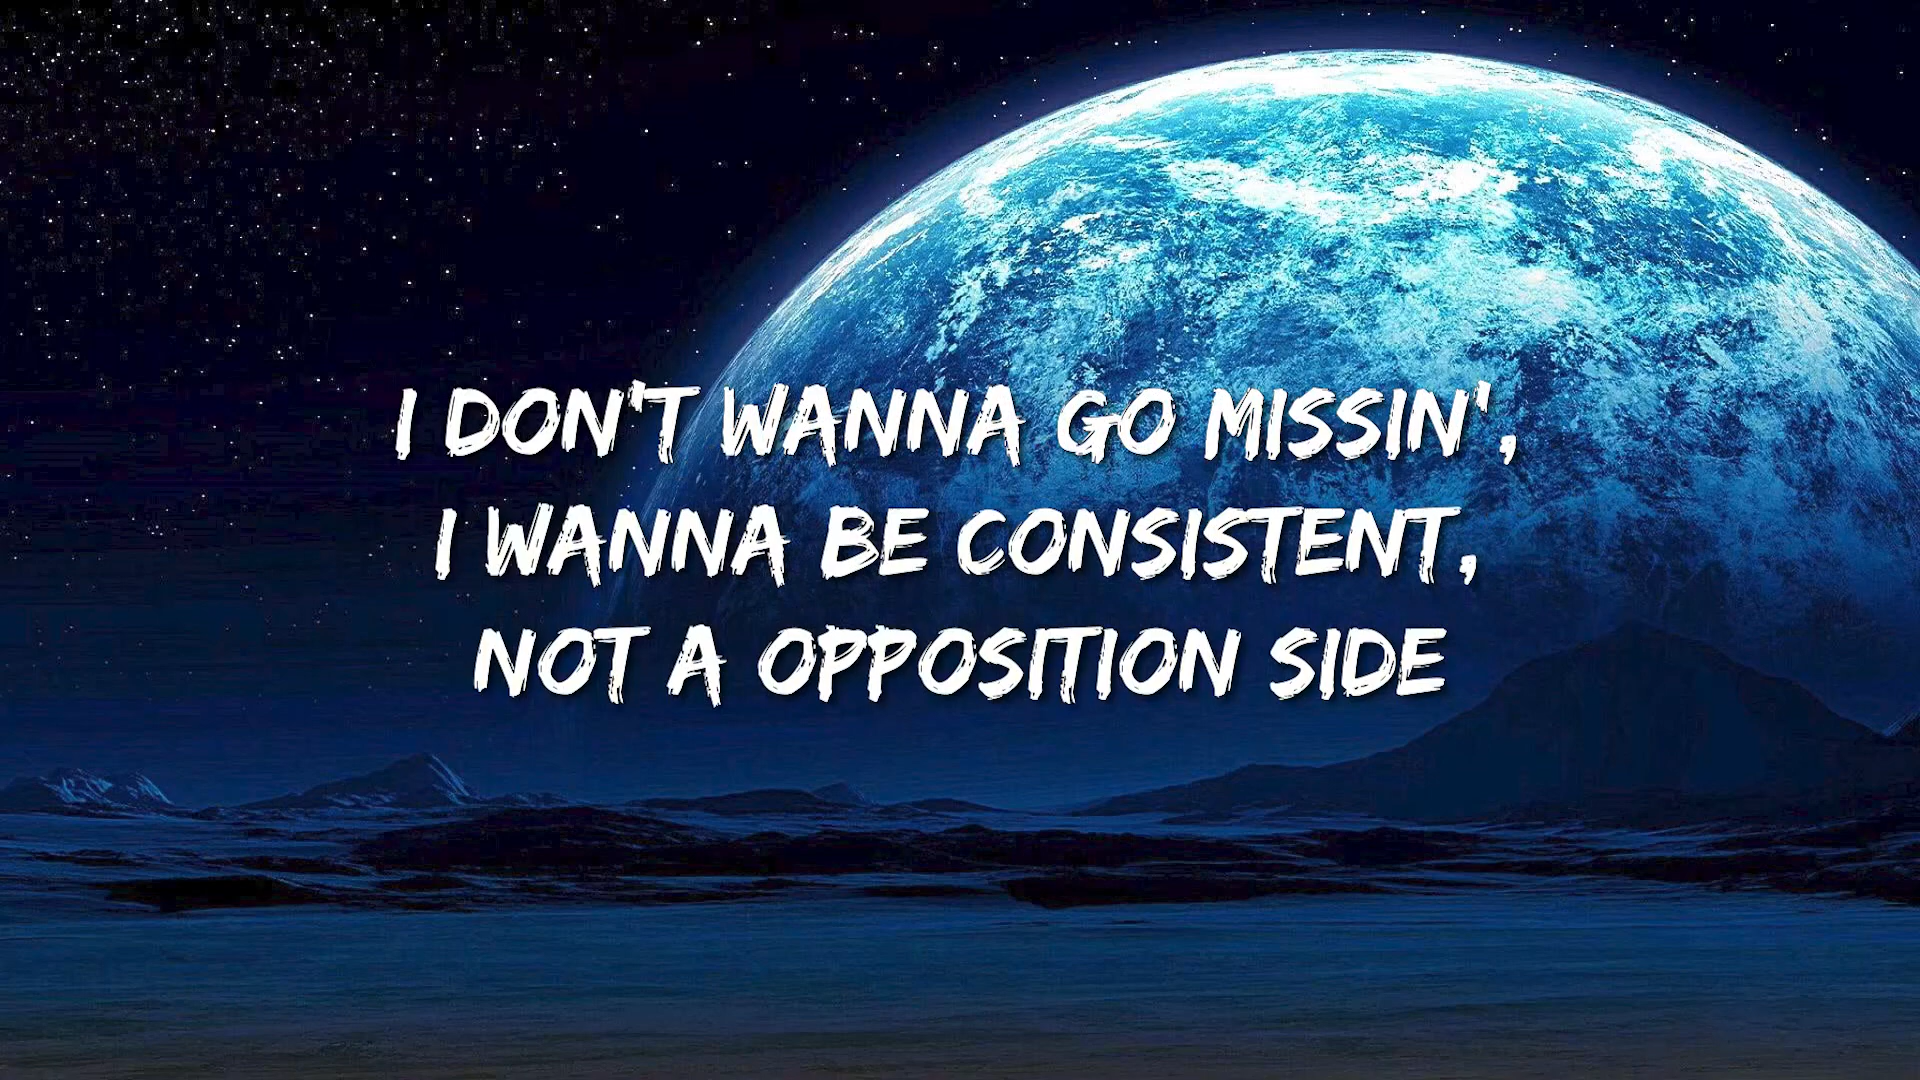 I DON'T WANNA GO MISSIN',
I WANNA BE CONSISTENT,
NOT A OPPOSITION SIDE